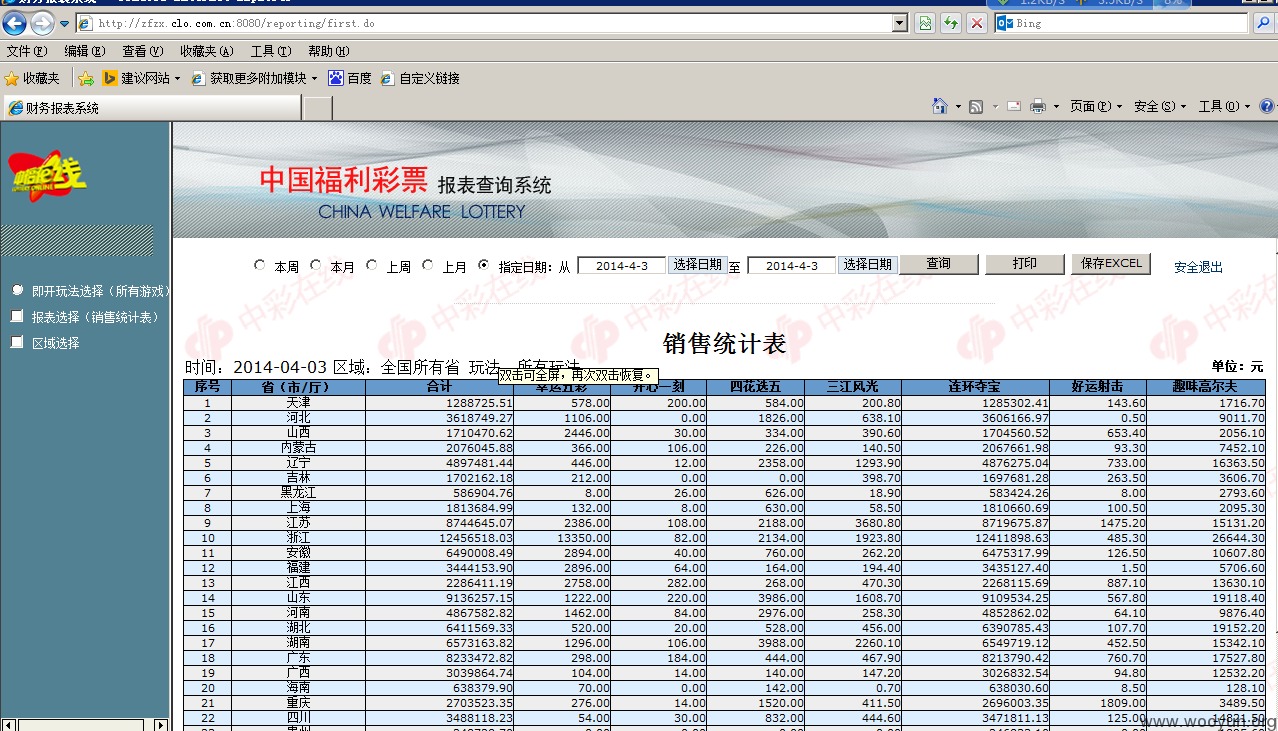 http://zfzx.clo.com.cn:8080/reporting/first.do
Bing
文件(F) 编辑(E) 查看(V) 收藏夹(A) 工具(T) 帮助(H)
收藏夹 建议网站 获取更多附加模块 百度 自定义链接
财务报表系统
页面(P) 安全(S) 工具(O)
中国福利彩票 报表查询系统
CHINA WELFARE LOTTERY
本周 本月 上周 上月 指定日期: 从 2014-4-3 选择日期 至 2014-4-3 选择日期 查询 打印 保存EXCEL 安全退出
即开玩法选择（所有游戏）
报表选择（销售统计表）
区域选择
中彩在线
销售统计表
时间: 2014-04-03 区域: 全国所有省 玩法: 所有玩法
单位: 元
双击可全屏，再次双击恢复。
序号 省（市/厅） 合计 幸运五彩 开心一刻 四花选五 三江风光 连环夺宝 好运射击 趣味高尔夫
1 天津 1288725.51 578.00 200.00 584.00 200.80 1285302.41 143.60 1716.70
2 河北 3618749.27 1106.00 0.00 1826.00 638.10 3606166.97 0.50 9011.70
3 山西 1710470.62 2446.00 30.00 334.00 390.60 1704560.52 653.40 2056.10
4 内蒙古 2076045.88 366.00 106.00 226.00 140.50 2067661.98 93.30 7452.10
5 辽宁 4897481.44 446.00 12.00 2358.00 1293.90 4876275.04 733.00 16363.50
6 吉林 1702162.18 212.00 0.00 0.00 398.70 1697681.28 263.50 3606.70
7 黑龙江 586904.76 8.00 26.00 626.00 18.90 583424.26 8.00 2793.60
8 上海 1813684.99 132.00 8.00 630.00 58.50 1810660.69 100.50 2095.30
9 江苏 8744645.07 2386.00 108.00 2188.00 3680.80 8719675.87 1475.20 15131.20
10 浙江 12456518.03 13350.00 82.00 2134.00 1923.80 12411898.63 485.30 26644.30
11 安徽 6490008.49 2894.00 40.00 760.00 262.20 6475317.99 126.50 10607.80
12 福建 3444153.90 2896.00 64.00 164.00 194.40 3435127.40 1.50 5706.60
13 江西 2286411.19 2758.00 282.00 268.00 470.30 2268115.69 887.10 13630.10
14 山东 9136257.15 1222.00 220.00 3986.00 1608.70 9109534.25 567.80 19118.40
15 河南 4867582.82 1462.00 84.00 2976.00 258.30 4852862.02 64.10 9876.40
16 湖北 6411569.33 520.00 20.00 528.00 456.00 6390785.43 107.70 19152.20
17 湖南 6573163.82 1296.00 106.00 3988.00 2260.10 6549719.12 452.50 15342.10
18 广东 8233472.82 298.00 184.00 444.00 467.90 8213790.42 760.70 17527.80
19 广西 3039864.74 104.00 14.00 140.00 147.20 3026832.54 94.80 12532.20
20 海南 638379.90 70.00 0.00 142.00 0.70 638030.60 8.50 128.10
21 重庆 2703523.35 276.00 14.00 1520.00 411.50 2696003.35 1809.00 3489.50
22 四川 3488118.23 54.00 30.00 832.00 444.60 3471811.13 125.00 14821.50
www.wooyun.org